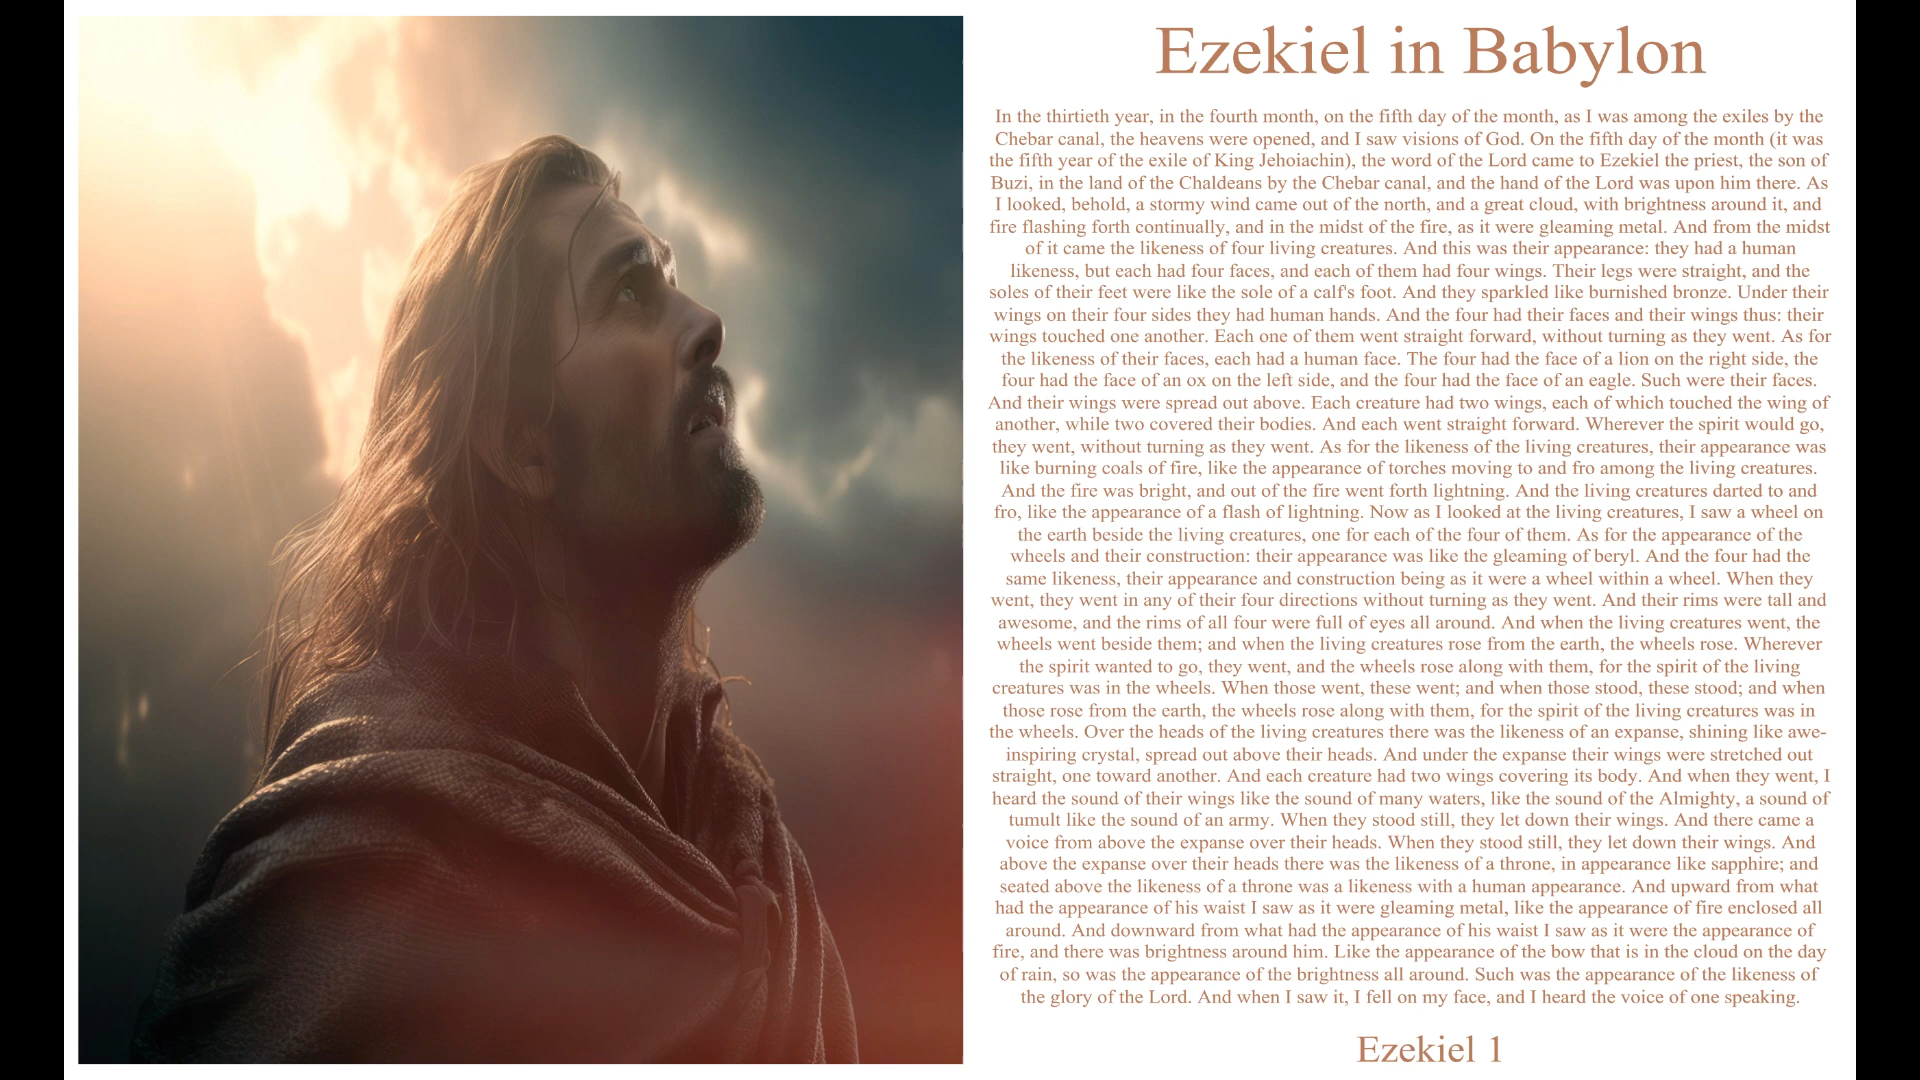 Ezekiel in Babylon
In the thirtieth year, in the fourth month, on the fifth day of the month, as I was among the exiles by the
Chebar canal, the heavens were opened, and I saw visions of God. On the fifth day of the month (it was
the fifth year of the exile of King Jehoiachin), the word of the Lord came to Ezekiel the priest, the son of
Buzi, in the land of the Chaldeans by the Chebar canal, and the hand of the Lord was upon him there. As
I looked, behold, a stormy wind came out of the north, and a great cloud, with brightness around it, and
fire flashing forth continually, and in the midst of the fire, as it were gleaming metal. And from the midst
of it came the likeness of four living creatures. And this was their appearance: they had a human
likeness, but each had four faces, and each of them had four wings. Their legs were straight, and the
soles of their feet were like the sole of a calf's foot. And they sparkled like burnished bronze. Under their
wings on their four sides they had human hands. And the four had their faces and their wings thus: their
wings touched one another. Each one of them went straight forward, without turning as they went. As for
the likeness of their faces, each had a human face. The four had the face of a lion on the right side, the
four had the face of an ox on the left side, and the four had the face of an eagle. Such were their faces.
And their wings were spread out above. Each creature had two wings, each of which touched the wing of
another, while two covered their bodies. And each went straight forward. Wherever the spirit would go,
they went, without turning as they went. As for the likeness of the living creatures, their appearance was
like burning coals of fire, like the appearance of torches moving to and fro among the living creatures.
And the fire was bright, and out of the fire went forth lightning. And the living creatures darted to and
fro, like the appearance of a flash of lightning. Now as I looked at the living creatures, I saw a wheel on
the earth beside the living creatures, one for each of the four of them. As for the appearance of the
wheels and their construction: their appearance was like the gleaming of beryl. And the four had the
same likeness, their appearance and construction being as it were a wheel within a wheel. When they
went, they went in any of their four directions without turning as they went. And their rims were tall and
awesome, and the rims of all four were full of eyes all around. And when the living creatures went, the
wheels went beside them; and when the living creatures rose from the earth, the wheels rose. Wherever
the spirit wanted to go, they went, and the wheels rose along with them, for the spirit of the living
creatures was in the wheels. When those went, these went; and when those stood, these stood; and when
those rose from the earth, the wheels rose along with them, for the spirit of the living creatures was in
the wheels. Over the heads of the living creatures there was the likeness of an expanse, shining like awe-
inspiring crystal, spread out above their heads. And under the expanse their wings were stretched out
straight, one toward another. And each creature had two wings covering its body. And when they went, I
heard the sound of their wings like the sound of many waters, like the sound of the Almighty, a sound of
tumult like the sound of an army. When they stood still, they let down their wings. And there came a
voice from above the expanse over their heads. When they stood still, they let down their wings. And
above the expanse over their heads there was the likeness of a throne, in appearance like sapphire; and
seated above the likeness of a throne was a likeness with a human appearance. And upward from what
had the appearance of his waist I saw as it were gleaming metal, like the appearance of fire enclosed all
around. And downward from what had the appearance of his waist I saw as it were the appearance of
fire, and there was brightness around him. Like the appearance of the bow that is in the cloud on the day
of rain, so was the appearance of the brightness all around. Such was the appearance of the likeness of
the glory of the Lord. And when I saw it, I fell on my face, and I heard the voice of one speaking.
Ezekiel 1